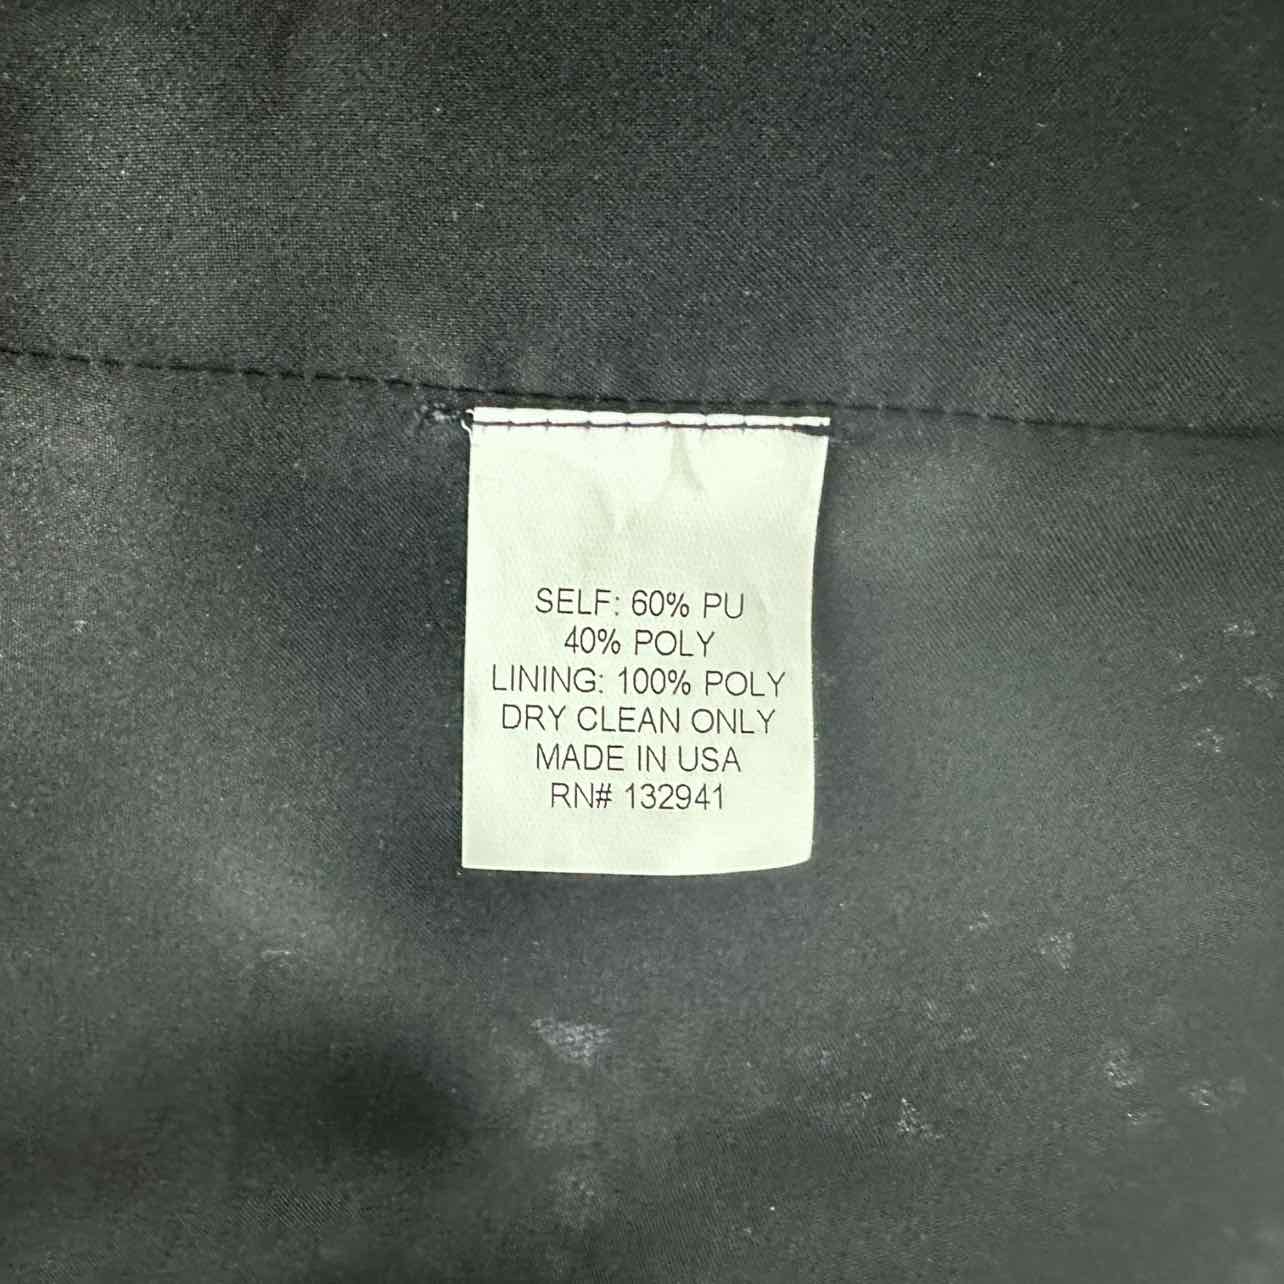 SELF: 60% PU
40% POLY
LINING: 100% POLY
DRY CLEAN ONLY
MADE IN USA
RN# 132941